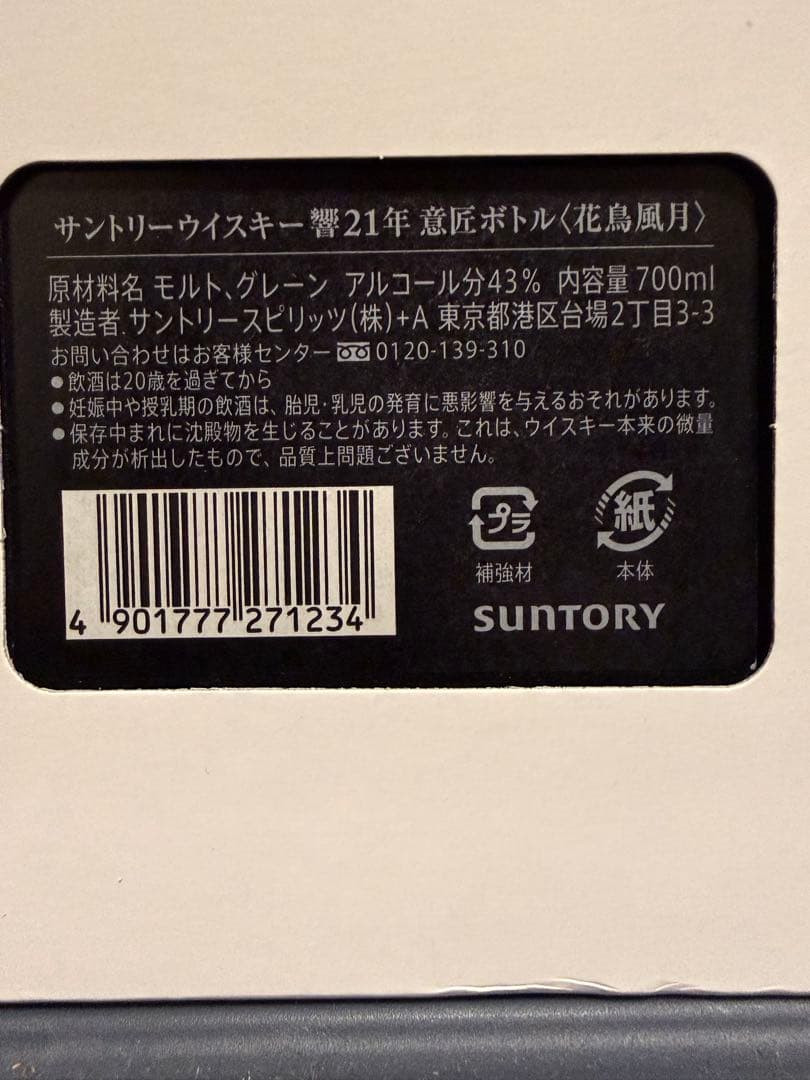 サントリーウイスキー 響21年 意匠ボトル〈花鳥風月〉
原材料名 モルト、グレーン アルコール分43% 内容量700ml
製造者 サントリースピリッツ(株)+A 東京都港区台場2丁目3-3
お問い合わせはお客様センター 0120-139-310
●飲酒は20歳を過ぎてから
●妊娠中や授乳期の飲酒は、胎児・乳児の発育に悪影響を与えるおそれがあります。
●保存中まれに沈殿物を生じることがあります。これは、ウイスキー本来の微量
成分が析出したもので、品質上問題ございません。
4 901777 271234
プラ
補強材
紙
本体
SUNTORY